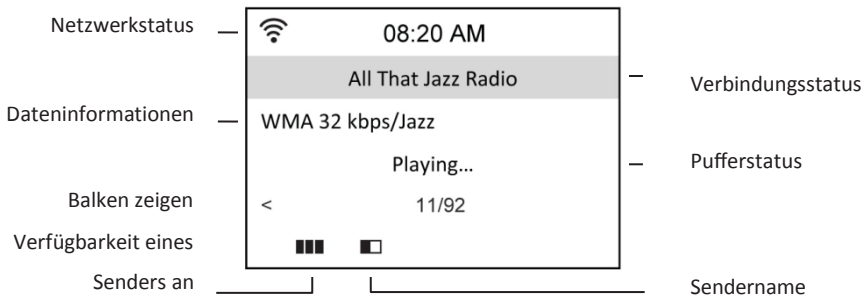 Netzwerkstatus
08:20 AM
All That Jazz Radio
Verbindungsstatus
Dateninformationen
WMA 32 kbps/Jazz
Playing...
Pufferstatus
Balken zeigen
Verfügbarkeit eines
Senders an
< 11/92
Sendername